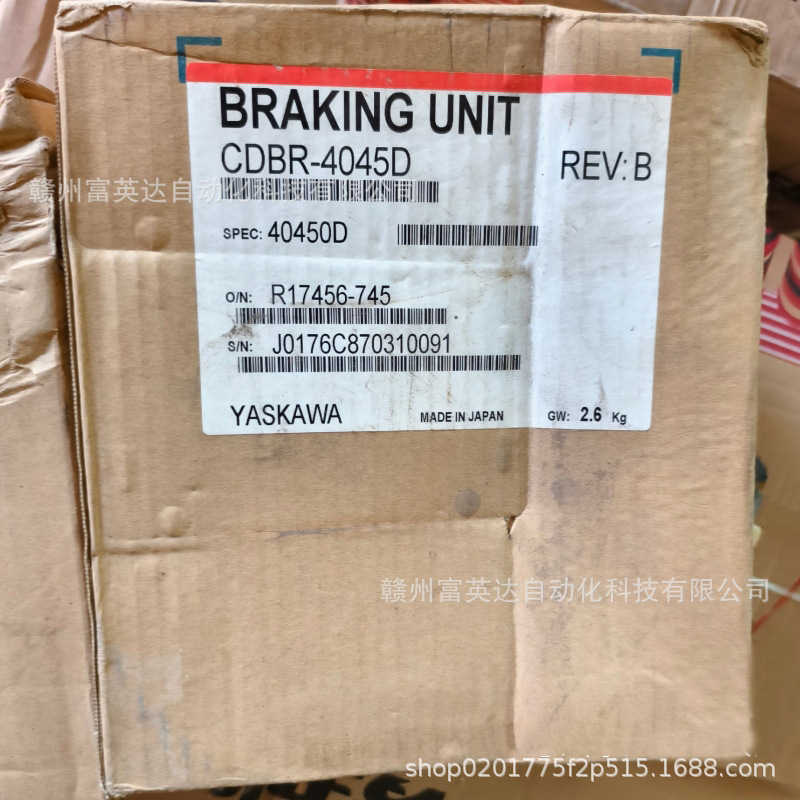 BRAKING UNIT
CDBR-4045D
REV: B
赣州富英达自动化科技有限公司
SPEC: 40450D
O/N: R17456-745
S/N: J0176C870310091
YASKAWA MADE IN JAPAN GW: 2.6 Kg
赣州富英达自动化科技有限公司
shop0201775f2p515.1688.com